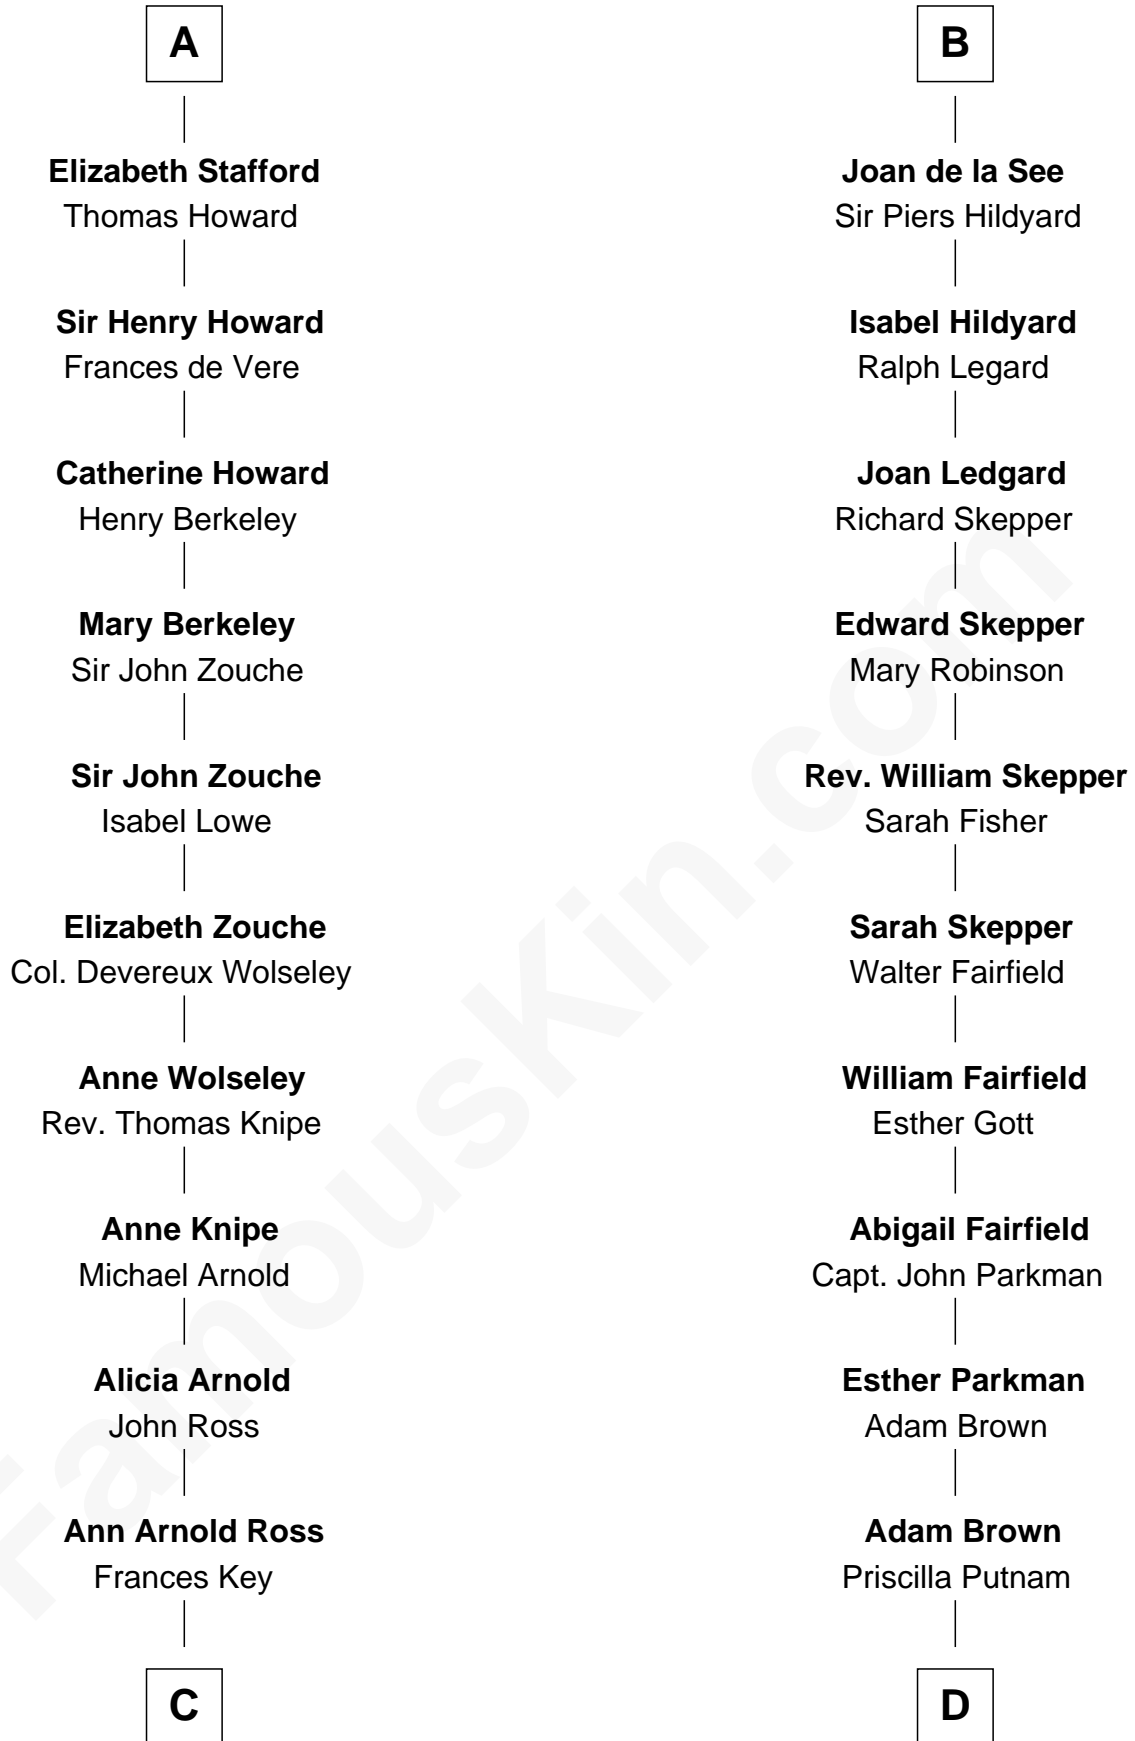 A
Elizabeth Stafford
Thomas Howard
Sir Henry Howard
Frances de Vere
Catherine Howard
Henry Berkeley
Mary Berkeley
Sir John Zouche
Sir John Zouche
Isabel Lowe
Elizabeth Zouche
Col. Devereux Wolseley
Anne Wolseley
Rev. Thomas Knipe
Anne Knipe
Michael Arnold
Alicia Arnold
John Ross
Ann Arnold Ross
Frances Key
C
B
Joan de la See
Sir Piers Hildyard
Isabel Hildyard
Ralph Legard
Joan Ledgard
Richard Skepper
Edward Skepper
Mary Robinson
Rev. William Skepper
Sarah Fisher
Sarah Skepper
Walter Fairfield
William Fairfield
Esther Gott
Abigail Fairfield
Capt. John Parkman
Esther Parkman
Adam Brown
Adam Brown
Priscilla Putnam
D
FamousKin.com